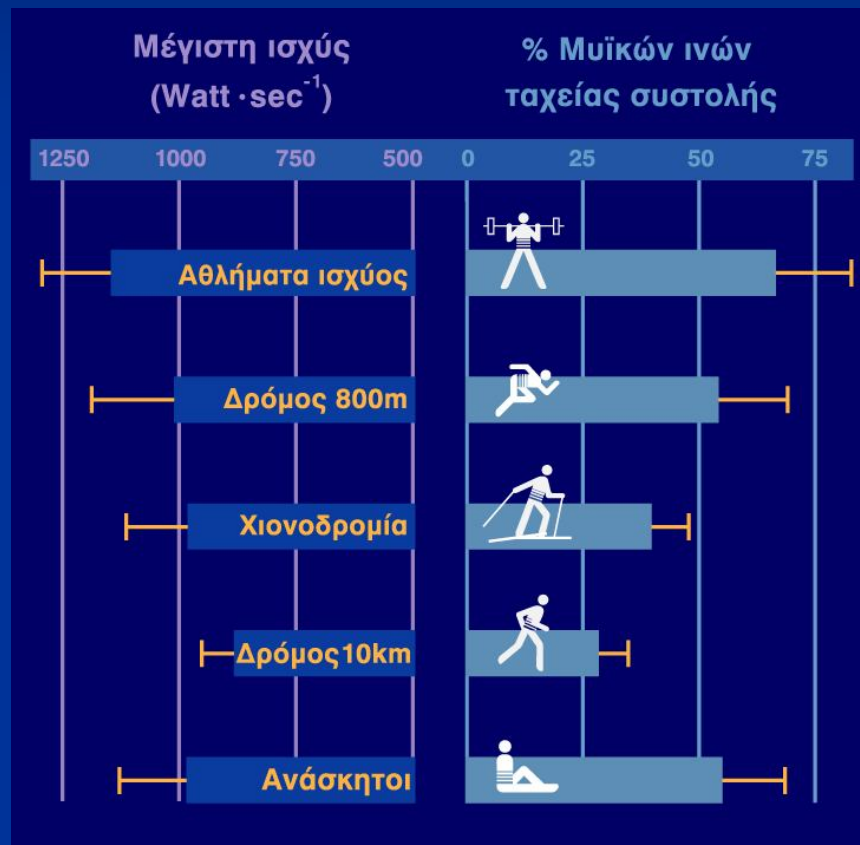 Μέγιστη ισχύς
(Watt·sec⁻¹)
% Μυϊκών ινών
ταχείας συστολής
1250 1000 750 500 0 25 50 75
Αθλήματα ισχύος
Δρόμος 800m
Χιονοδρομία
Δρόμος10km
Ανάσκητοι